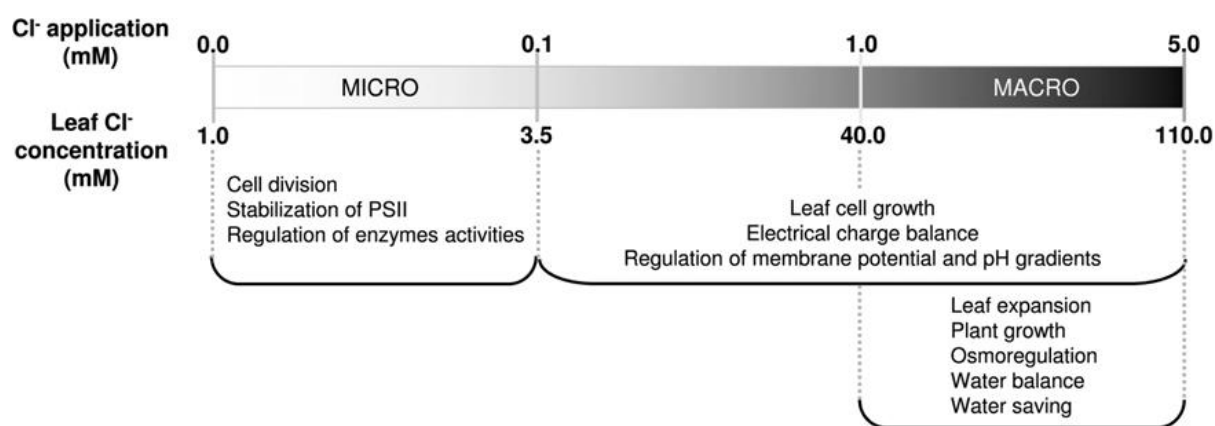 Cl- application
(mM)
0.0 0.1 1.0 5.0
MICRO MACRO
Leaf Cl-
concentration
(mM)
1.0 3.5 40.0 110.0
Cell division
Stabilization of PSII
Regulation of enzymes activities
Leaf cell growth
Electrical charge balance
Regulation of membrane potential and pH gradients
Leaf expansion
Plant growth
Osmoregulation
Water balance
Water saving